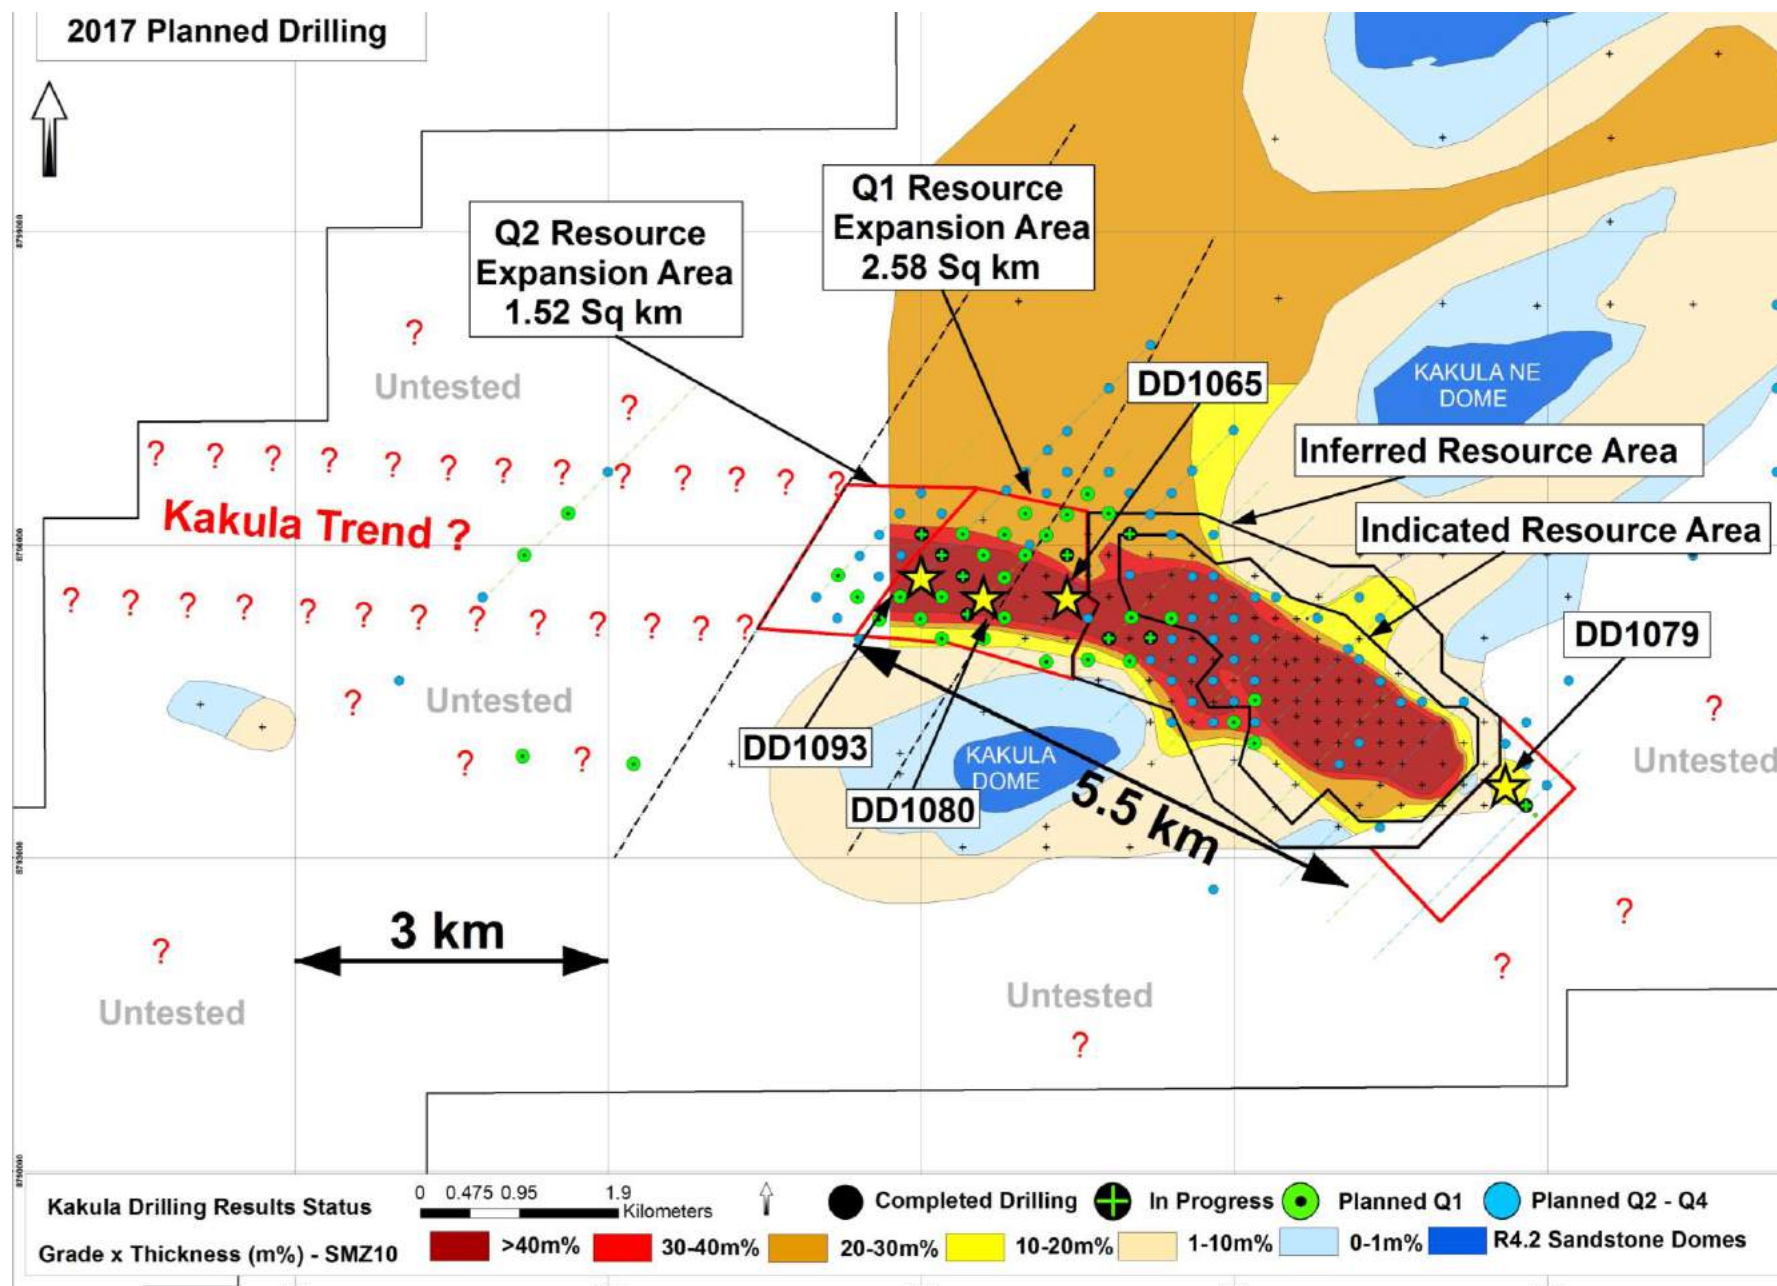 2017 Planned Drilling
Q1 Resource
Expansion Area
2.58 Sq km
Q2 Resource
Expansion Area
1.52 Sq km
?
Untested
?
DD1065
KAKULA NE
DOME
Inferred Resource Area
? ? ? ? ? ? ? ? ? ? ? ? ?
Kakula Trend ?
Indicated Resource Area
? ? ? ? ? ? ? ? ? ? ? ?
DD1079
Untested
?
?
Untested
? ?
DD1093
KAKULA
DOME
DD1080
5.5 km
3 km
?
?
?
Untested
Untested
?
Kakula Drilling Results Status
0 0.475 0.95 1.9
Kilometers
Completed Drilling
In Progress
Planned Q1
Planned Q2 - Q4
Grade x Thickness (m%) - SMZ10
>40m%
30-40m%
20-30m%
10-20m%
1-10m%
0-1m%
R4.2 Sandstone Domes